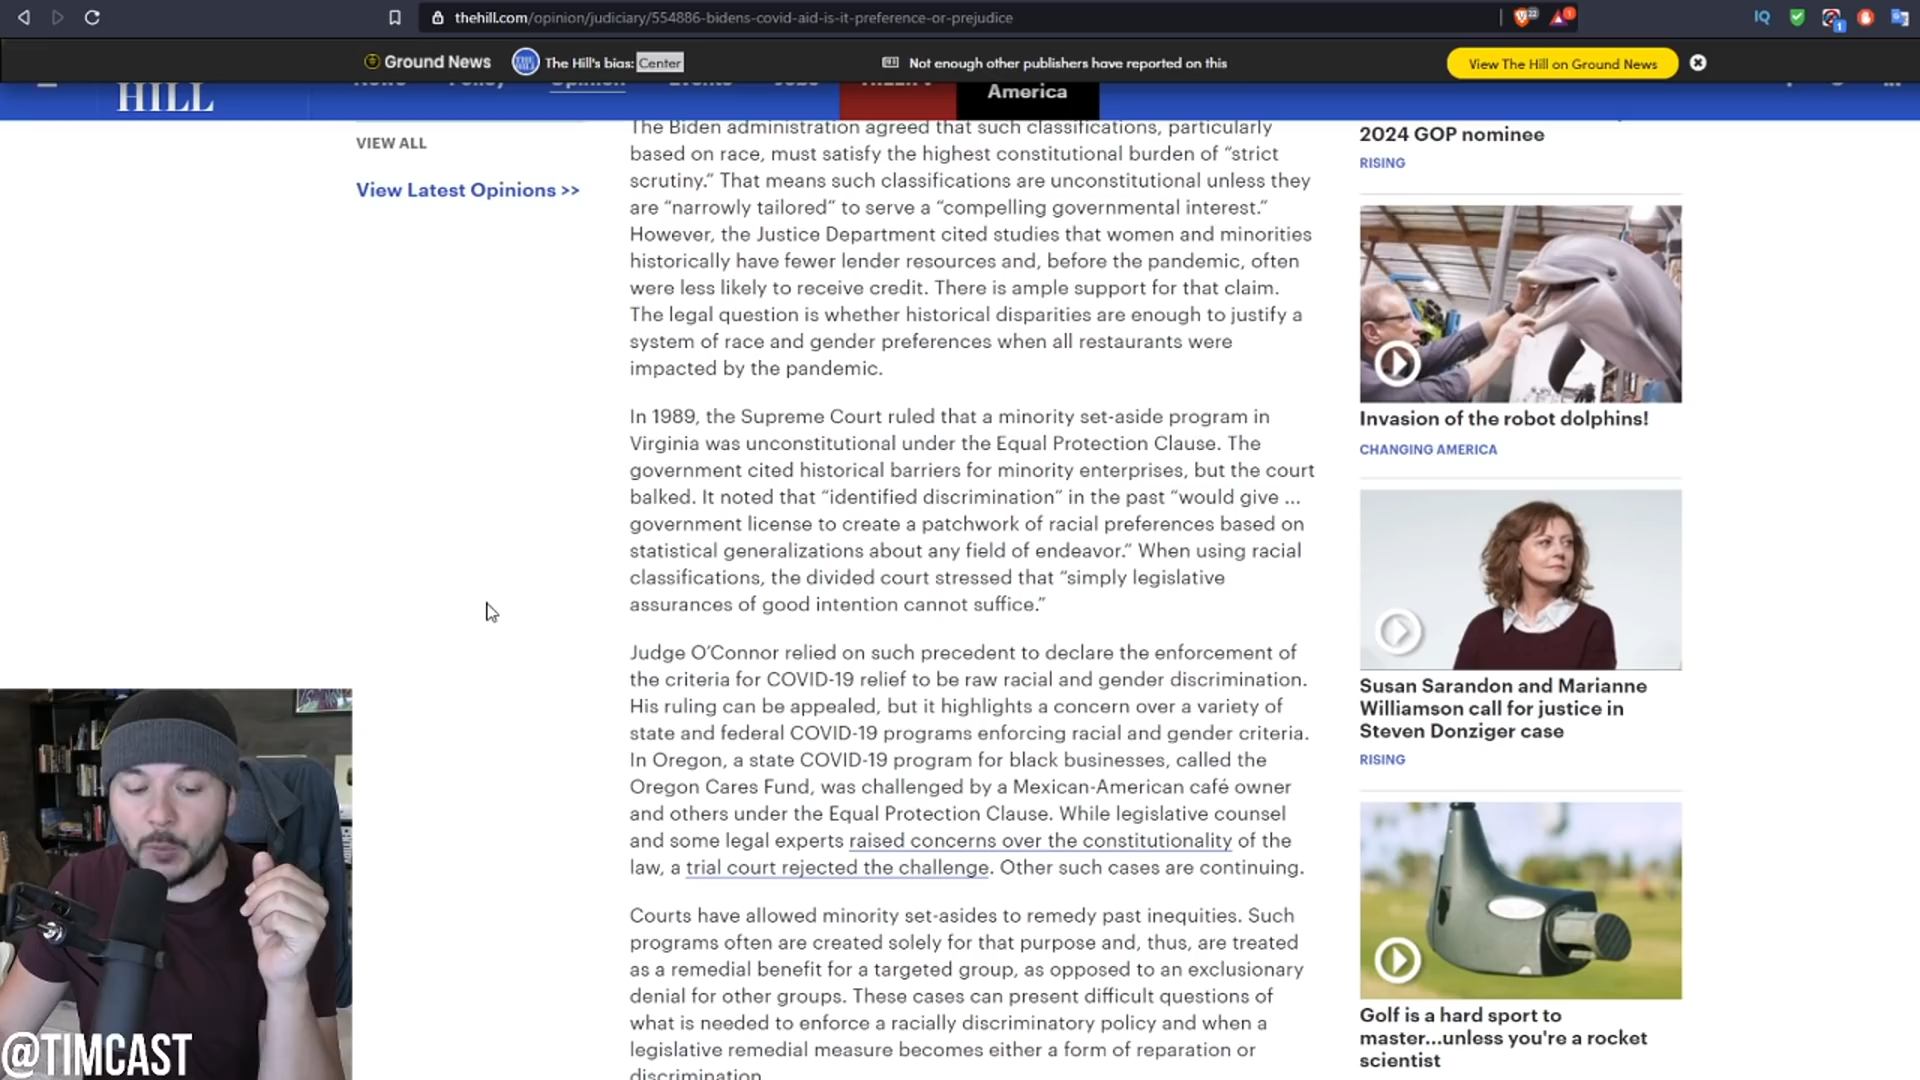 thehill.com/opinion/judiciary/554886-bidens-covid-aid-is-it-preference-or-prejudice
22
1
IQ
1
Ground News
The Hill's bias: Center
Not enough other publishers have reported on this
View The Hill on Ground News
HILL
Opinion
Events
America
VIEW ALL
View Latest Opinions >>
The Biden administration agreed that such classifications, particularly
based on race, must satisfy the highest constitutional burden of “strict
scrutiny.” That means such classifications are unconstitutional unless they
are “narrowly tailored” to serve a “compelling governmental interest.”
However, the Justice Department cited studies that women and minorities
historically have fewer lender resources and, before the pandemic, often
were less likely to receive credit. There is ample support for that claim.
The legal question is whether historical disparities are enough to justify a
system of race and gender preferences when all restaurants were
impacted by the pandemic.
In 1989, the Supreme Court ruled that a minority set-aside program in
Virginia was unconstitutional under the Equal Protection Clause. The
government cited historical barriers for minority enterprises, but the court
balked. It noted that “identified discrimination” in the past “would give ...
government license to create a patchwork of racial preferences based on
statistical generalizations about any field of endeavor.” When using racial
classifications, the divided court stressed that “simply legislative
assurances of good intention cannot suffice.”
Judge O’Connor relied on such precedent to declare the enforcement of
the criteria for COVID-19 relief to be raw racial and gender discrimination.
His ruling can be appealed, but it highlights a concern over a variety of
state and federal COVID-19 programs enforcing racial and gender criteria.
In Oregon, a state COVID-19 program for black businesses, called the
Oregon Cares Fund, was challenged by a Mexican-American café owner
and others under the Equal Protection Clause. While legislative counsel
and some legal experts raised concerns over the constitutionality of the
law, a trial court rejected the challenge. Other such cases are continuing.
Courts have allowed minority set-asides to remedy past inequities. Such
programs often are created solely for that purpose and, thus, are treated
as a remedial benefit for a targeted group, as opposed to an exclusionary
denial for other groups. These cases can present difficult questions of
what is needed to enforce a racially discriminatory policy and when a
legislative remedial measure becomes either a form of reparation or
discrimination.
2024 GOP nominee
RISING
Invasion of the robot dolphins!
CHANGING AMERICA
Susan Sarandon and Marianne
Williamson call for justice in
Steven Donziger case
RISING
Golf is a hard sport to
master...unless you're a rocket
scientist
@TIMCAST